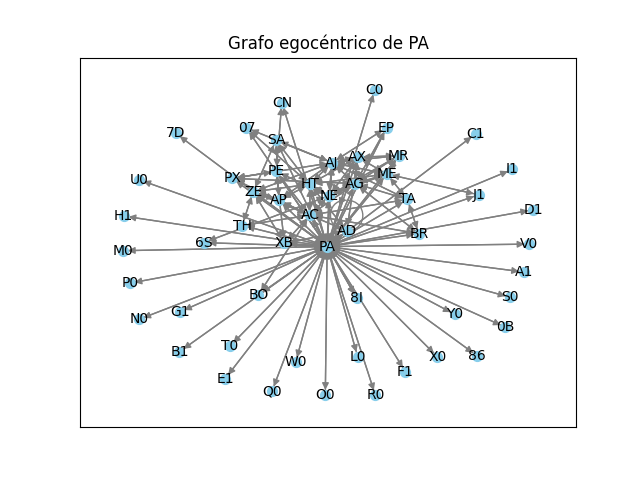 Grafo egocéntrico de PA
C0
CN
07
EP
7D
C1
SA
MR
AX
AJ
I1
PE
ME
PX
U0
HT
AG
ZE
J1
NE
AP
TA
D1
H1
AC
TH
AD
BR
6S
XB
V0
M0
PA
A1
P0
BO
8I
S0
G1
Y0
N0
0B
T0
B1
86
X0
L0
W0
F1
E1
Q0
O0
R0